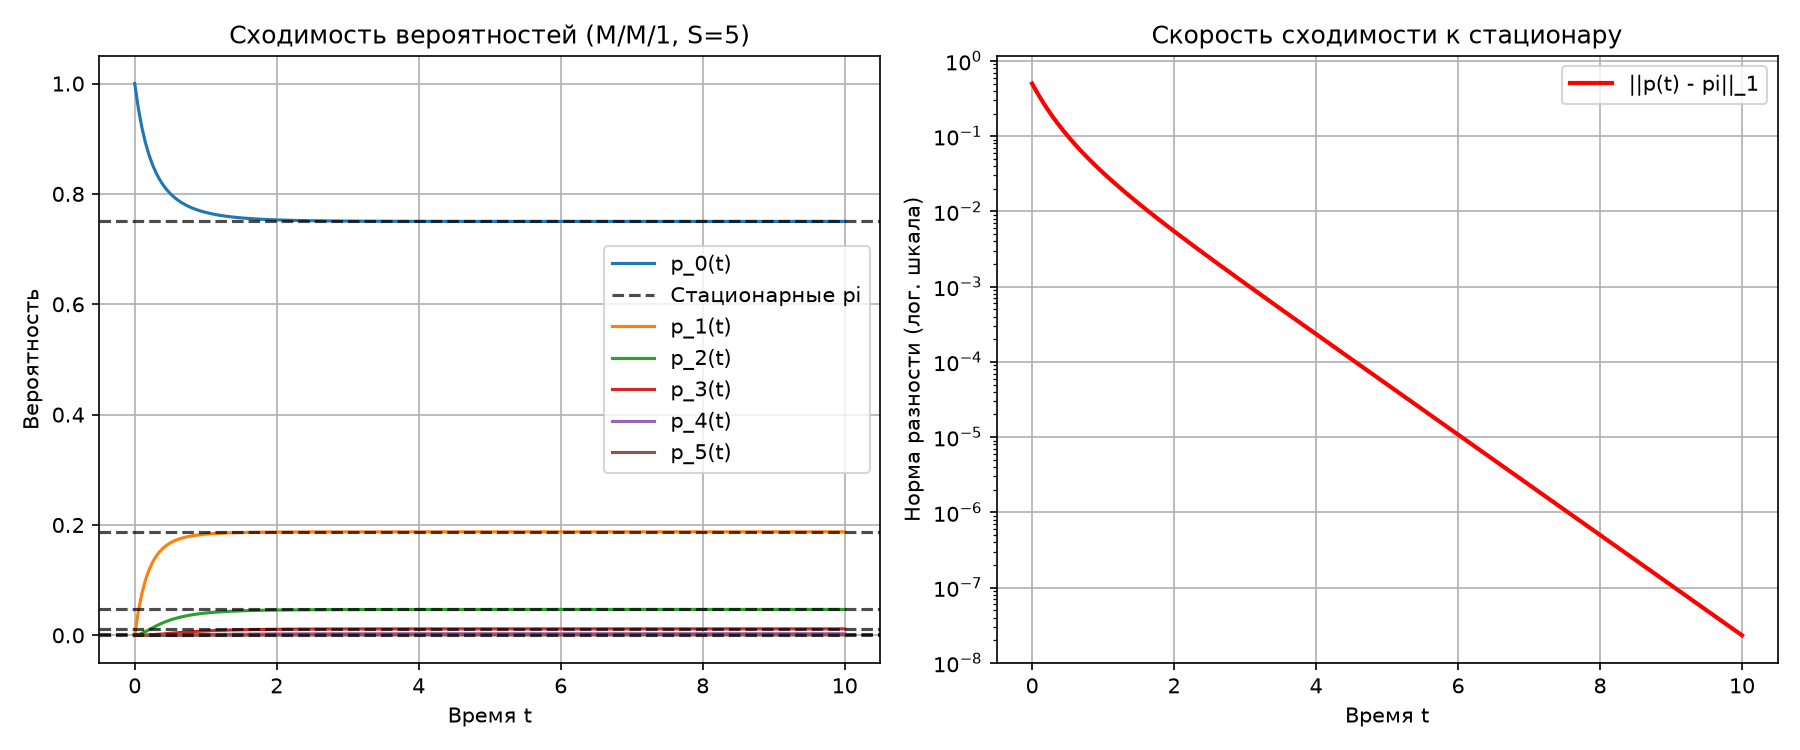 Сходимость вероятностей (M/M/1, S=5)
Вероятность
1.0
0.8
0.6
0.4
0.2
0.0
p_0(t)
Стационарные pi
p_1(t)
p_2(t)
p_3(t)
p_4(t)
p_5(t)
0 2 4 6 8 10
Время t
Скорость сходимости к стационару
Норма разности (лог. шкала)
10⁰
10⁻¹
10⁻²
10⁻³
10⁻⁴
10⁻⁵
10⁻⁶
10⁻⁷
10⁻⁸
||p(t) - pi||_1
0 2 4 6 8 10
Время t